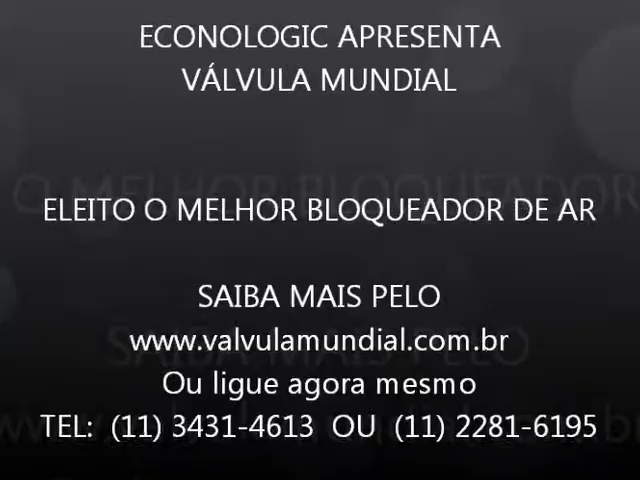 ECONOLOGIC APRESENTA
VÁLVULA MUNDIAL
ELEITO O MELHOR BLOQUEADOR DE AR
SAIBA MAIS PELO
www.valvulamundial.com.br
Ou ligue agora mesmo
TEL: (11) 3431-4613 OU (11) 2281-6195